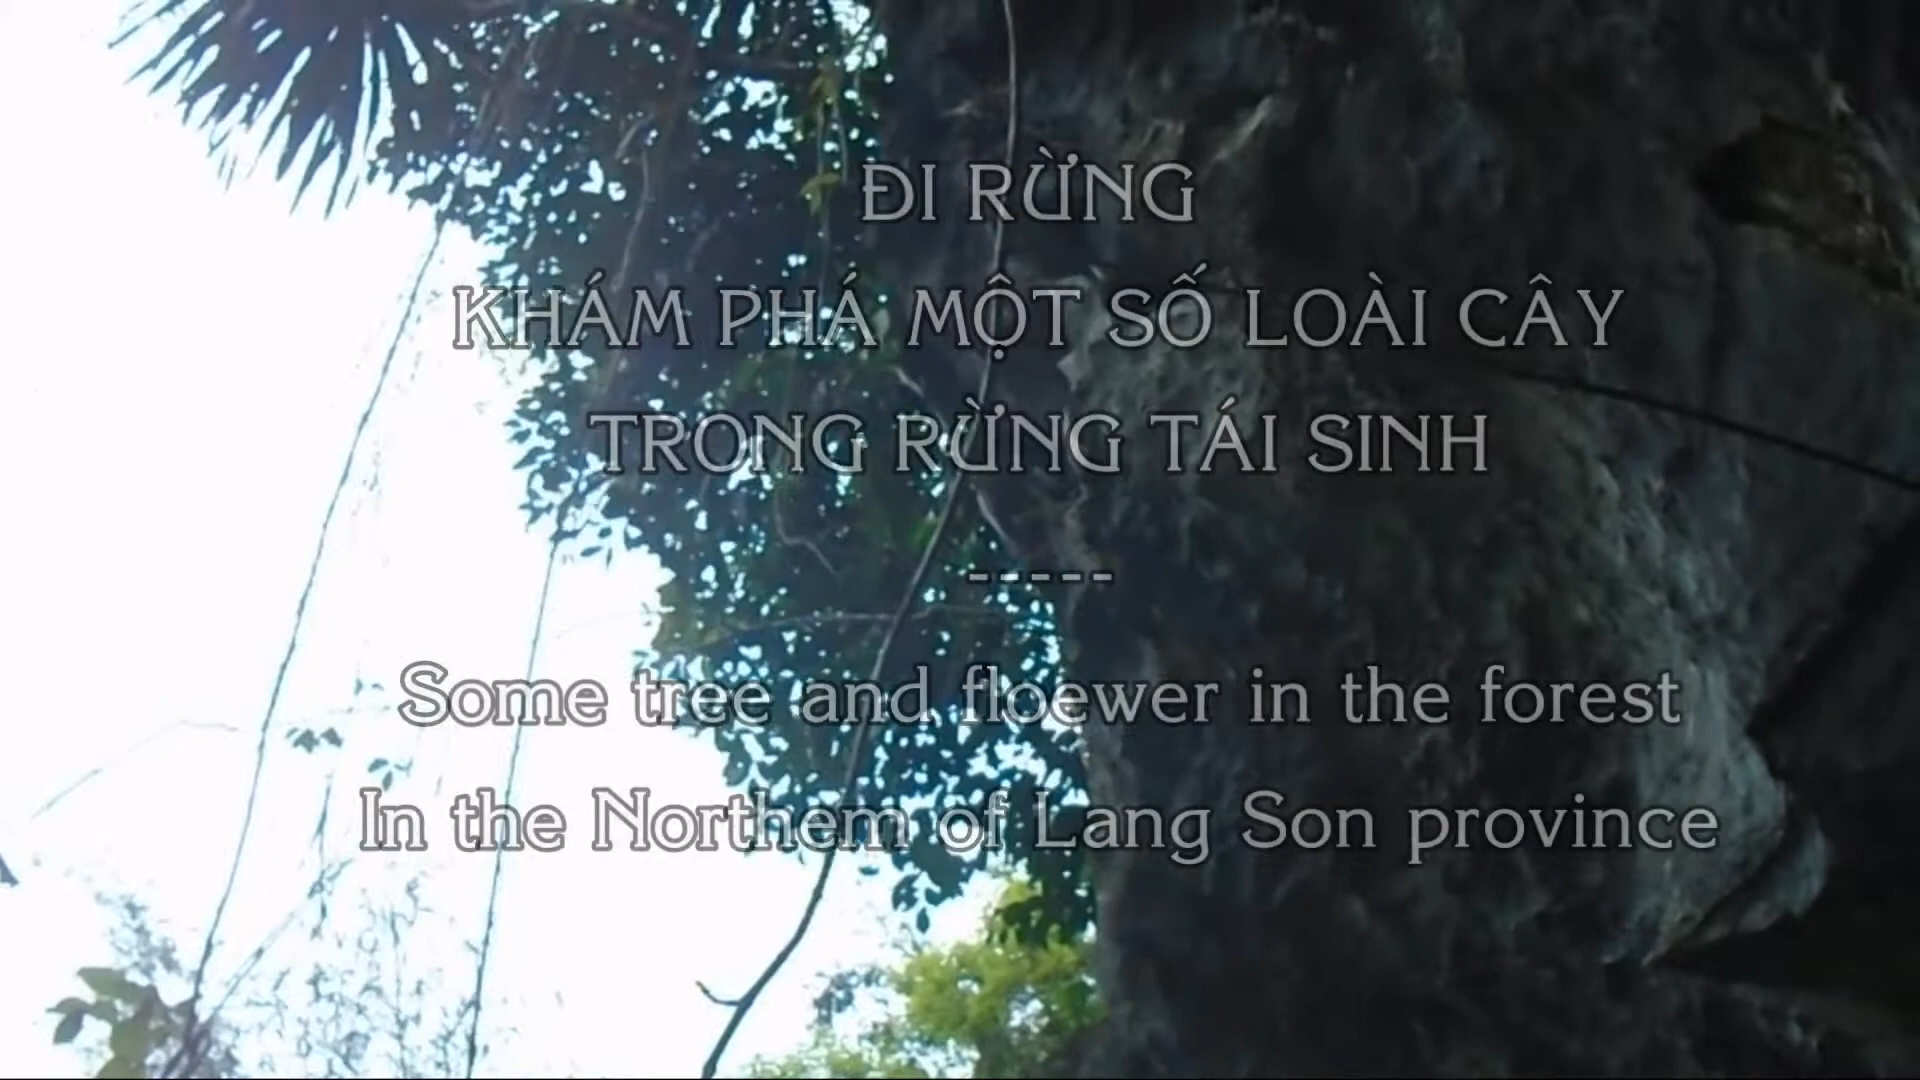 ĐI RỪNG
KHÁM PHÁ MỘT SỐ LOÀI CÂY
TRONG RỪNG TÁI SINH
-----
Some tree and floewer in the forest
In the Northem of Lang Son province